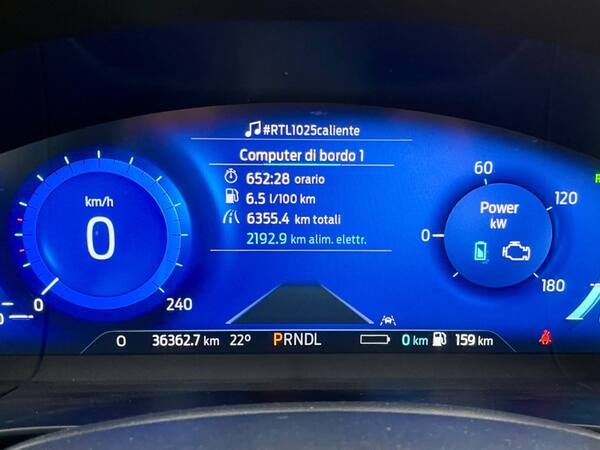 #RTL1025caliente
Computer di bordo 1
652:28 orario
6.5 l/100 km
6355.4 km totali
2192.9 km alim. elettr.
km/h
0
0
240
Power
kW
0
60
120
180
O 36362.7 km 22° PRNDL 0 km 159 km